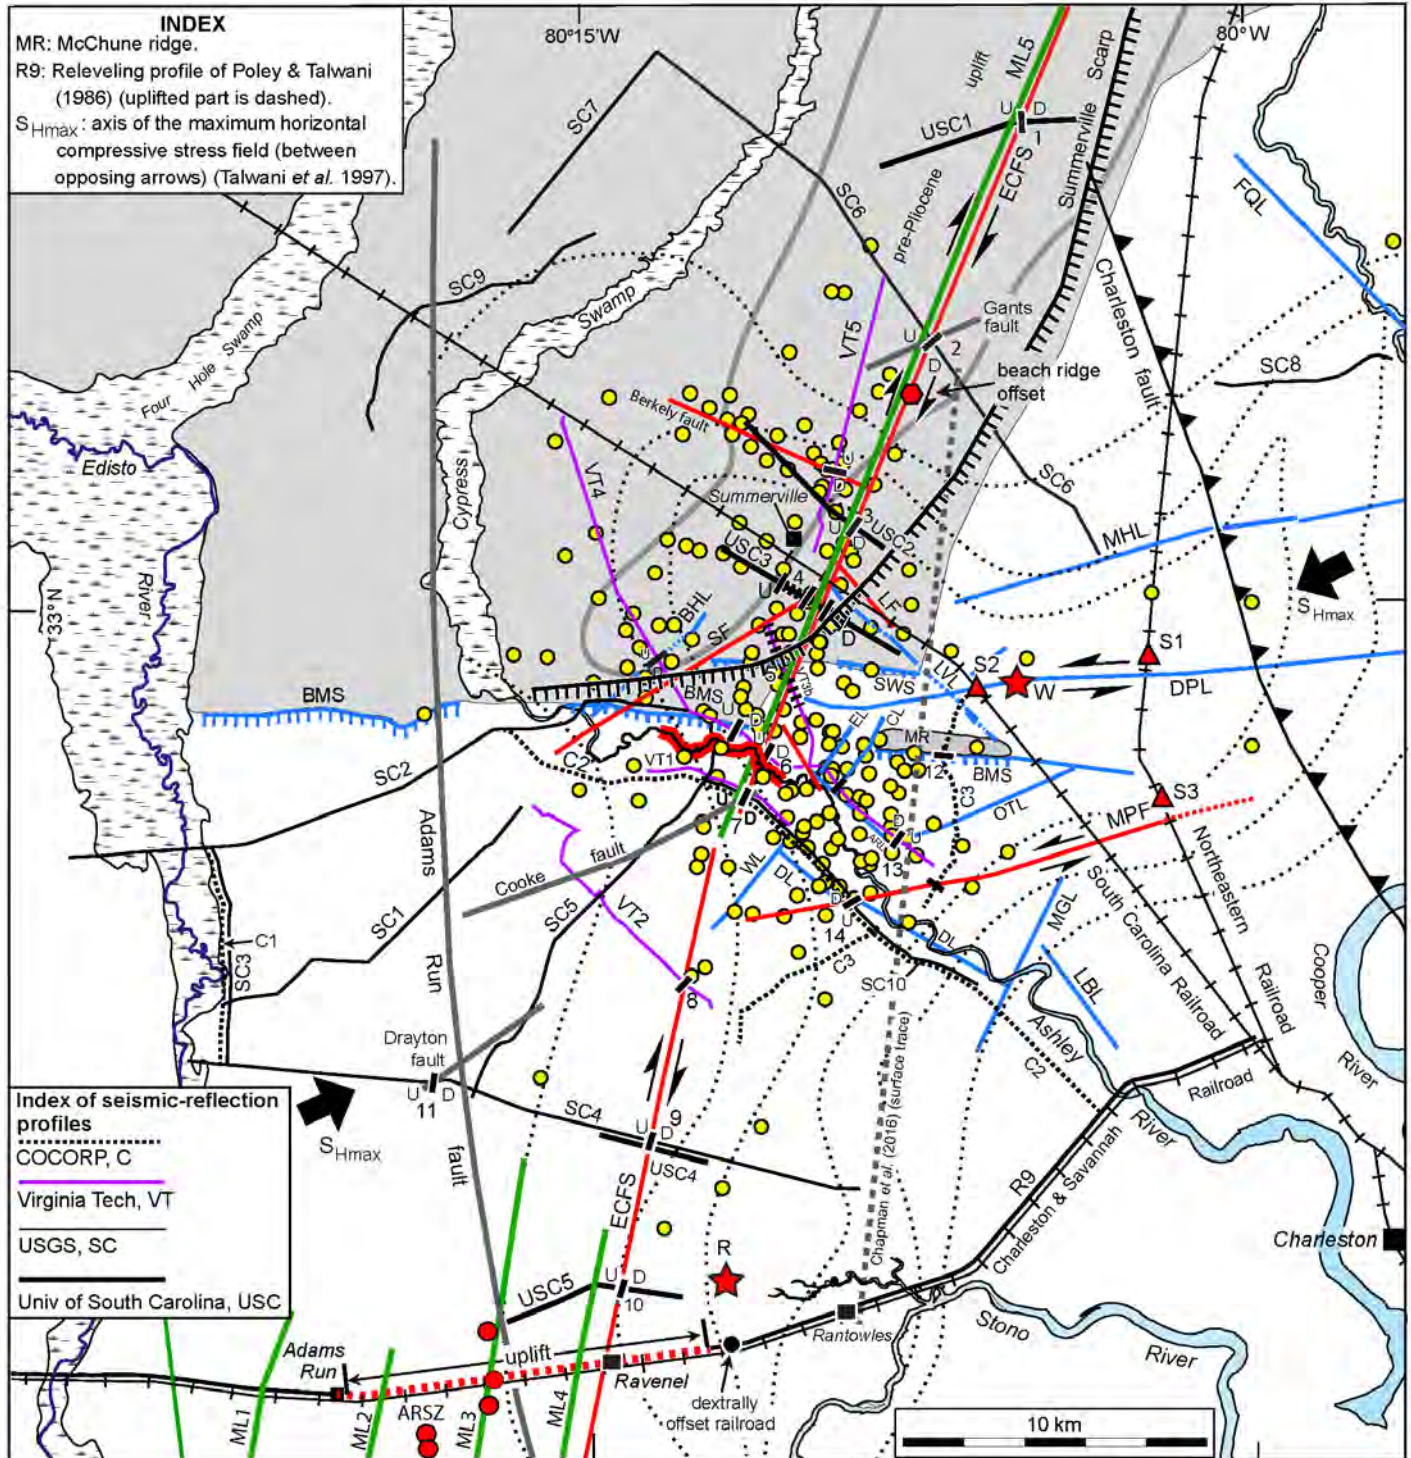 INDEX
MR: McChune ridge.
R9: Releveling profile of Poley & Talwani
(1986) (uplifted part is dashed).
SHmax : axis of the maximum horizontal
compressive stress field (between
opposing arrows) (Talwani et al. 1997).
80°15'W
80°W
SC7
uplift
ML5
Summerville Scarp
U D
USC1
1
ECFS
SC6
pre-Pliocene
FQL
SC9
Swamp
Four Hole Swamp
Charleston fault
Gants
fault
U
2
D
VT5
beach ridge
offset
SC8
Berkely fault
Edisto
River
VT4
Cypress
U
D
SC6
Summerville
3
U
D
USC2
MHL
USC3
4
U
LF
33°N
SHmax
BHL
SF
D
U
S1
LVL
S2
W
DPL
SWS
5
VT3b
BMS
BMS
U
D
EL
CL
MR
U
D
6
12
BMS
C2
VT1
SC2
C3
OTL
S3
MPF
U
D
7
D
U
ARL
13
Adams
Run
fault
Cooke
fault
WL
DL
Northeastern
Railroad
South Carolina Railroad
SC1
SC5
VT2
D
U
14
MGL
DL
C3
SC10
LBL
Cooper
River
C1
SC3
8
Ashley
River
C2
Railroad
Drayton
fault
U D
11
SHmax
SC4
9
U D
USC4
Chapman et al. (2016) (surface trace)
R9
Charleston & Savannah
ECFS
Index of seismic-reflection
profiles
COCORP, C
Virginia Tech, VT
USGS, SC
Univ of South Carolina, USC
R
Charleston
USC5
U D
10
Rantowles
Stono
River
Adams
Run
uplift
Ravenel
dextrally
offset railroad
ML1
ML2
ARSZ
ML3
ML4
10 km